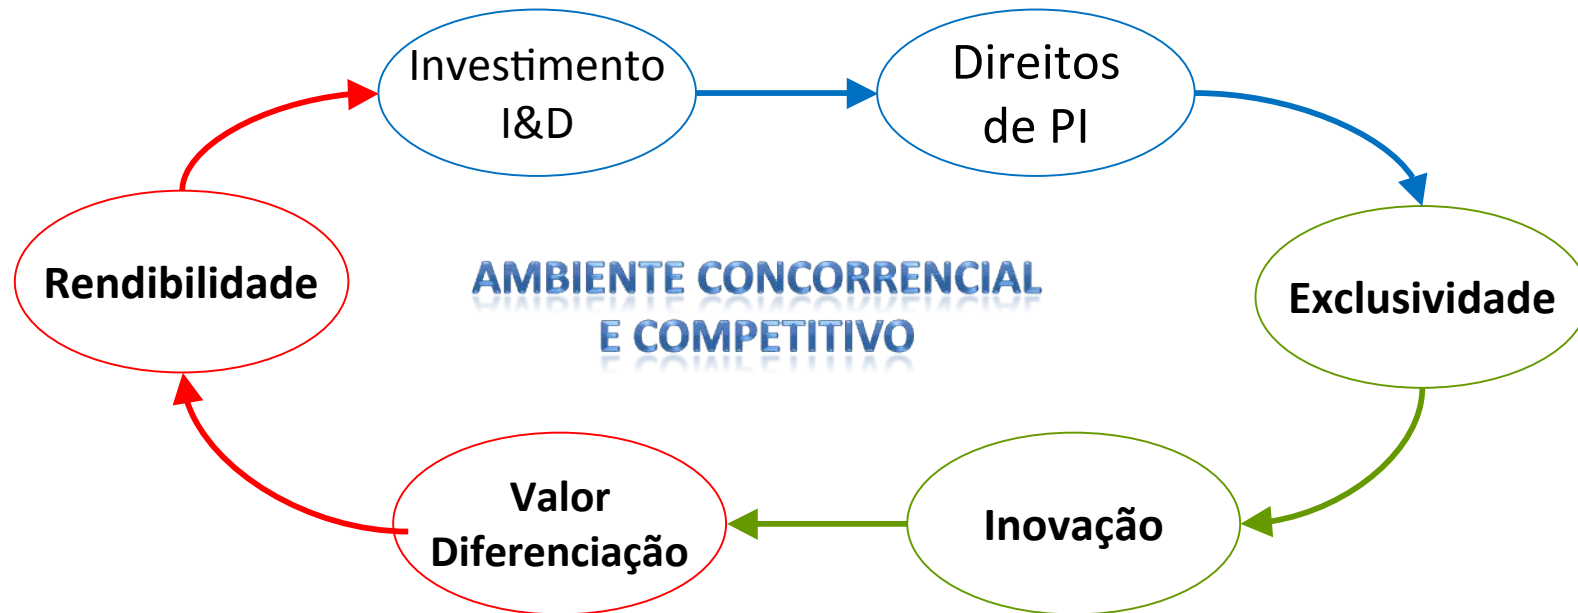 Investimento
I&D
Direitos
de PI
Rendibilidade
AMBIENTE CONCORRENCIAL
E COMPETITIVO
Exclusividade
Valor
Diferenciação
Inovação